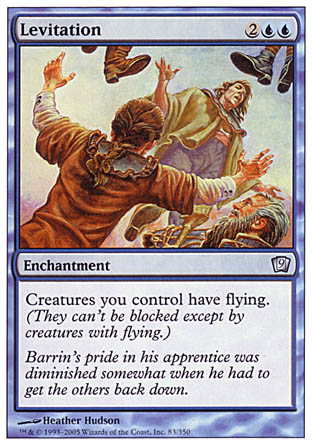 Levitation 2
Enchantment 9
Creatures you control have flying.
(They can't be blocked except by
creatures with flying.)
Barrin's pride in his apprentice was
diminished somewhat when he had to
get the others back down.
Heather Hudson
™ & © 1993-2005 Wizards of the Coast, Inc. 83/350